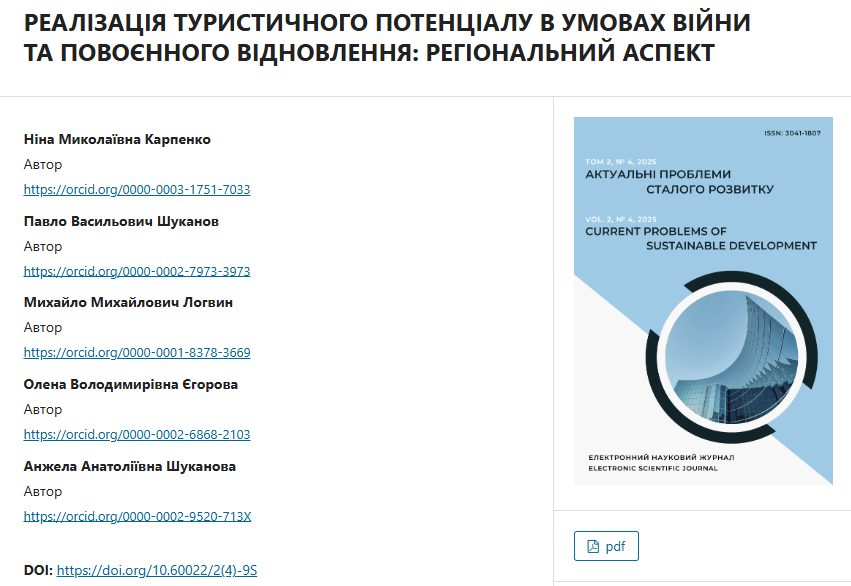 РЕАЛІЗАЦІЯ ТУРИСТИЧНОГО ПОТЕНЦІАЛУ В УМОВАХ ВІЙНИ
ТА ПОВОЄННОГО ВІДНОВЛЕННЯ: РЕГІОНАЛЬНИЙ АСПЕКТ
Ніна Миколаївна Карпенко
Автор
https://orcid.org/0000-0003-1751-7033
Павло Васильович Шуканов
Автор
https://orcid.org/0000-0002-7973-3973
Михайло Михайлович Логвин
Автор
https://orcid.org/0000-0001-8378-3669
Олена Володимирівна Єгорова
Автор
https://orcid.org/0000-0002-6868-2103
Анжела Анатоліївна Шуканова
Автор
https://orcid.org/0000-0002-9520-713X
DOI: https://doi.org/10.60022/2(4)-9S
ISSN: 3041-1807
ТОМ 2, № 4, 2025
АКТУАЛЬНІ ПРОБЛЕМИ
СТАЛОГО РОЗВИТКУ
VOL. 2, № 4, 2025
CURRENT PROBLEMS OF
SUSTAINABLE DEVELOPMENT
ЕЛЕКТРОННИЙ НАУКОВИЙ ЖУРНАЛ
ELECTRONIC SCIENTIFIC JOURNAL
pdf